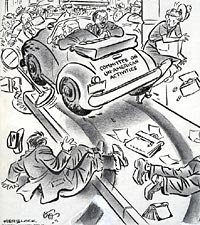 COMMITTEE ON
UN-AMERICAN
ACTIVITIES
HERBLOCK